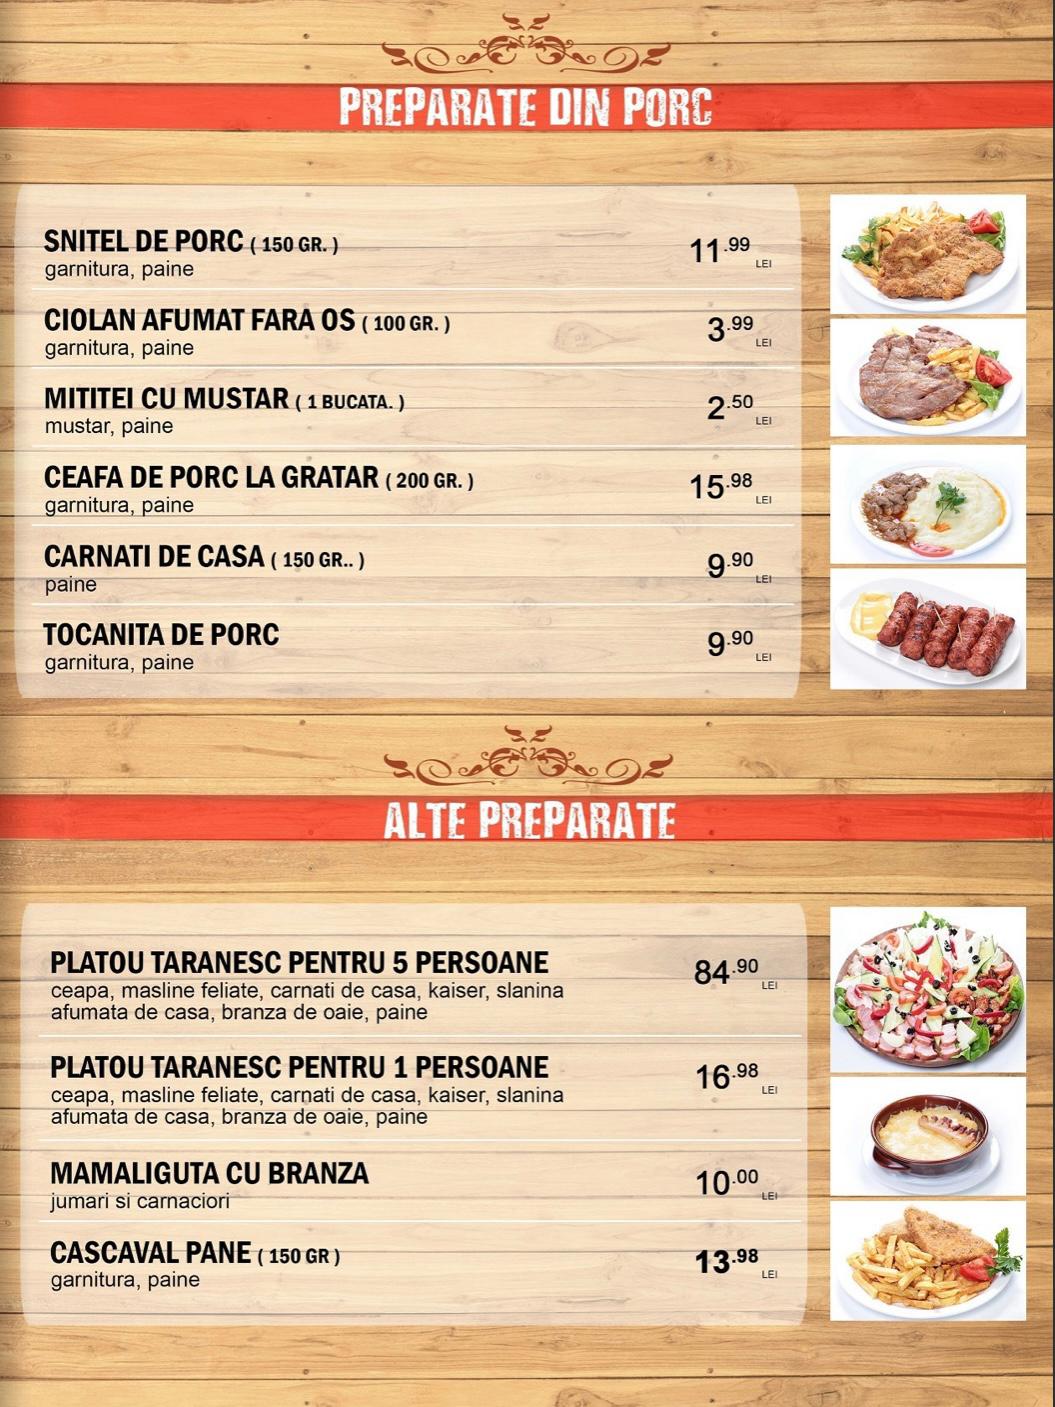 PREPARATE DIN PORC
SNITEL DE PORC ( 150 GR. )
11.99
LEI
garnitura, paine
CIOLAN AFUMAT FARA OS ( 100 GR. )
3.99
LEI
garnitura, paine
MITITEI CU MUSTAR ( 1 BUCATA. )
2.50
LEI
mustar, paine
CEAFA DE PORC LA GRATAR ( 200 GR. )
15.98
LEI
garnitura, paine
CARNATI DE CASA ( 150 GR.. )
9.90
LEI
paine
TOCANITA DE PORC
9.90
LEI
garnitura, paine
ALTE PREPARATE
PLATOU TARANESC PENTRU 5 PERSOANE
84.90
LEI
ceapa, masline feliate, carnati de casa, kaiser, slanina
afumata de casa, branza de oaie, paine
PLATOU TARANESC PENTRU 1 PERSOANE
16.98
LEI
ceapa, masline feliate, carnati de casa, kaiser, slanina
afumata de casa, branza de oaie, paine
MAMALIGUTA CU BRANZA
10.00
LEI
jumari si carnaciori
CASCAVAL PANE ( 150 GR )
13.98
LEI
garnitura, paine